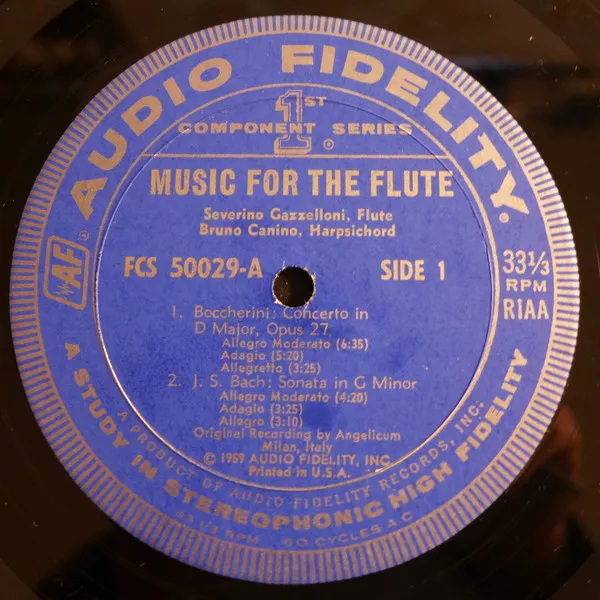 AUDIO FIDELITY®
1ST
COMPONENT SERIES®
MUSIC FOR THE FLUTE
Severino Gazzelloni, Flute
Bruno Canino, Harpsichord
FCS 50029-A
SIDE 1
33 1/3
RPM
RIAA
AF
1. Boccherini: Concerto in
D Major, Opus 27
Allegro Moderato (6:35)
Adagio (5:20)
Allegretto (3:25)
2. J. S. Bach: Sonata in G Minor
Allegro Moderato (4:20)
Adagio (3:25)
Allegro (3:10)
Original Recording by Angelicum
Milan, Italy
© 1959 AUDIO FIDELITY, INC.
Printed in U.S.A.
A PRODUCT OF AUDIO FIDELITY RECORDS, INC.
A STUDY IN STEREOPHONIC HIGH FIDELITY
33 1/3 RPM 60 CYCLES A C